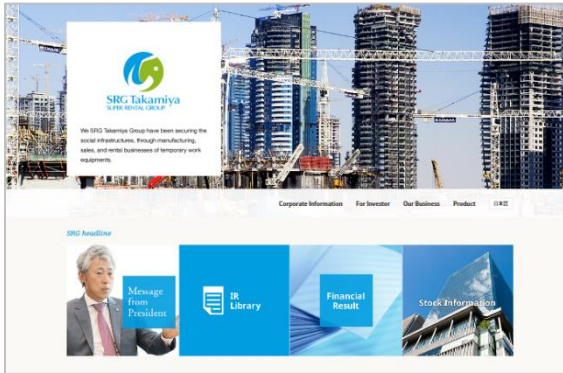 SRG Takamiya
SUPER RENTAL GROUP
We SRG Takamiya Group have been securing the
social infrastructures, through manufacturing,
sales, and rental businesses of temporary work
equipments.
Corporate Information For Investor Our Business Product 日本語
SRG headline
Message
from
President
IR
Library
Financial
Result
Stock Information